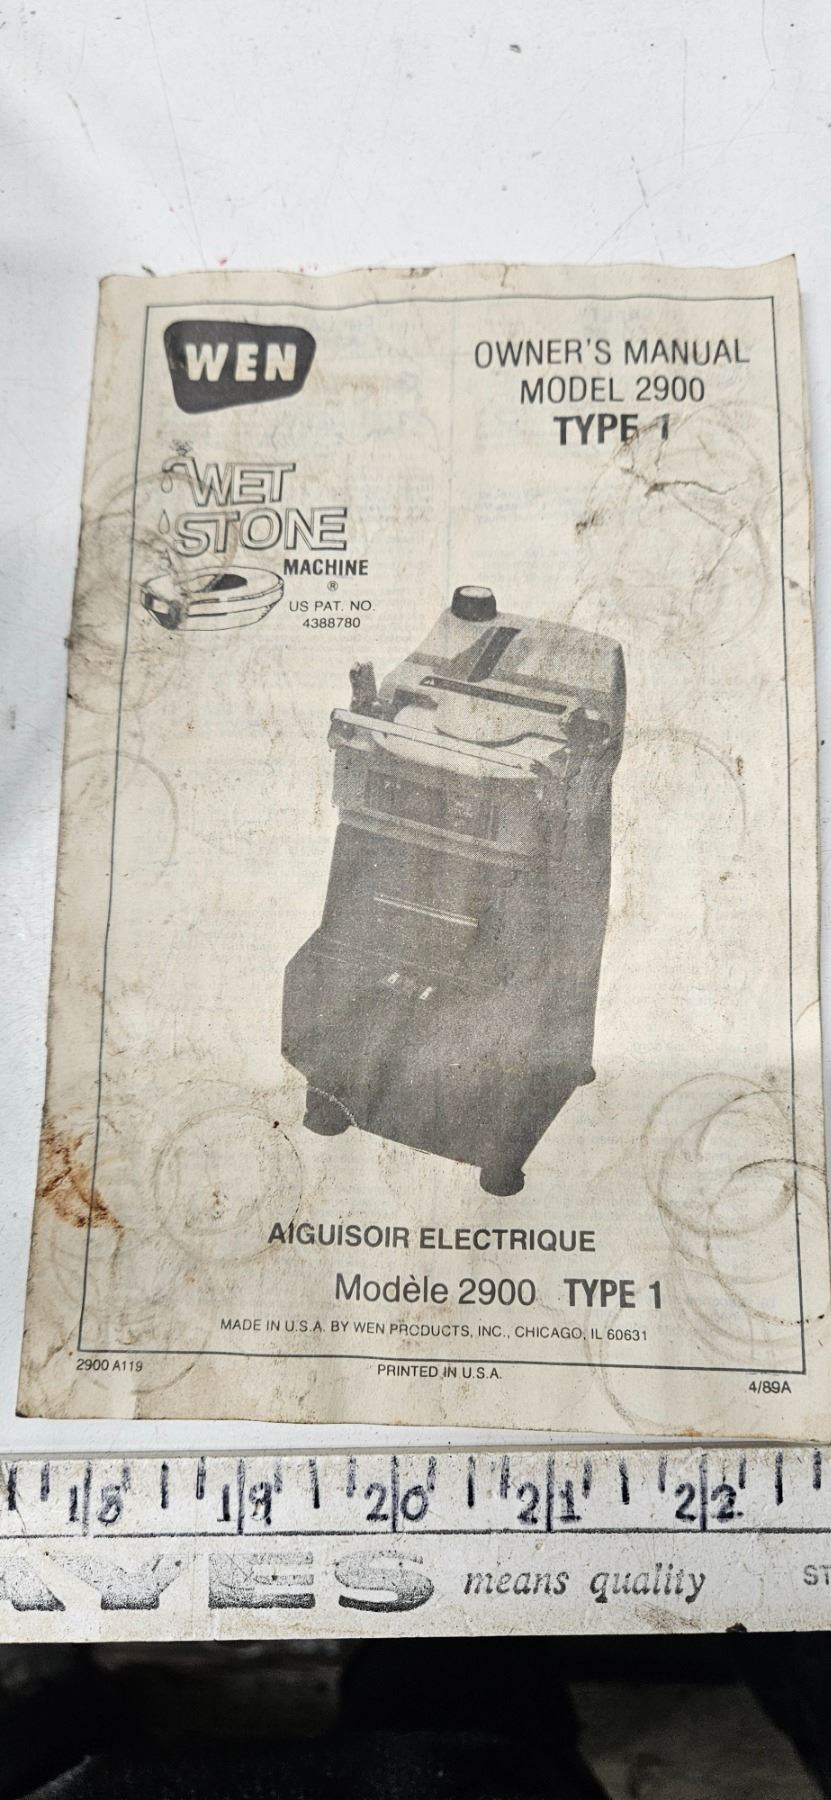 WEN
OWNER'S MANUAL
MODEL 2900
TYPE 1
WET
STONE
MACHINE
®
US PAT. NO.
4388780
AIGUISOIR ELECTRIQUE
Modèle 2900 TYPE 1
MADE IN U.S.A. BY WEN PRODUCTS, INC., CHICAGO, IL 60631
2900 A119
PRINTED IN U.S.A.
4/89A
18 19 20 21 22
YES means quality ST